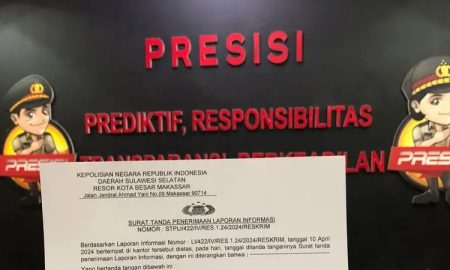 PRESISI
PREDIKTIF, RESPONSIBILITAS
TRANSPARANSI BERKEADILAN
PRESISI
PRESISI
KEPOLISIAN NEGARA REPUBLIK INDONESIA
DAERAH SULAWESI SELATAN
RESOR KOTA BESAR MAKASSAR
Jalan Jendral Ahmad Yani No.09 Makassar 90714
SURAT TANDA PENERIMAAN LAPORAN INFORMASI
NOMOR: STPLI/422/IV/RES.1.24/2024/RESKRIM
Berdasarkan Laporan Informasi Nomor : LI/422/IV/RES 1.24/2024/RESKRIM, tanggal 10 April
2024 bertempat di kantor tersebut diatas, pada hari, tanggal ditanda tanganinya Surat tanda
penerimaan Laporan Informasi, dengan ini diterangkan bahwa :
Yang bertanda tangan dibawah ini